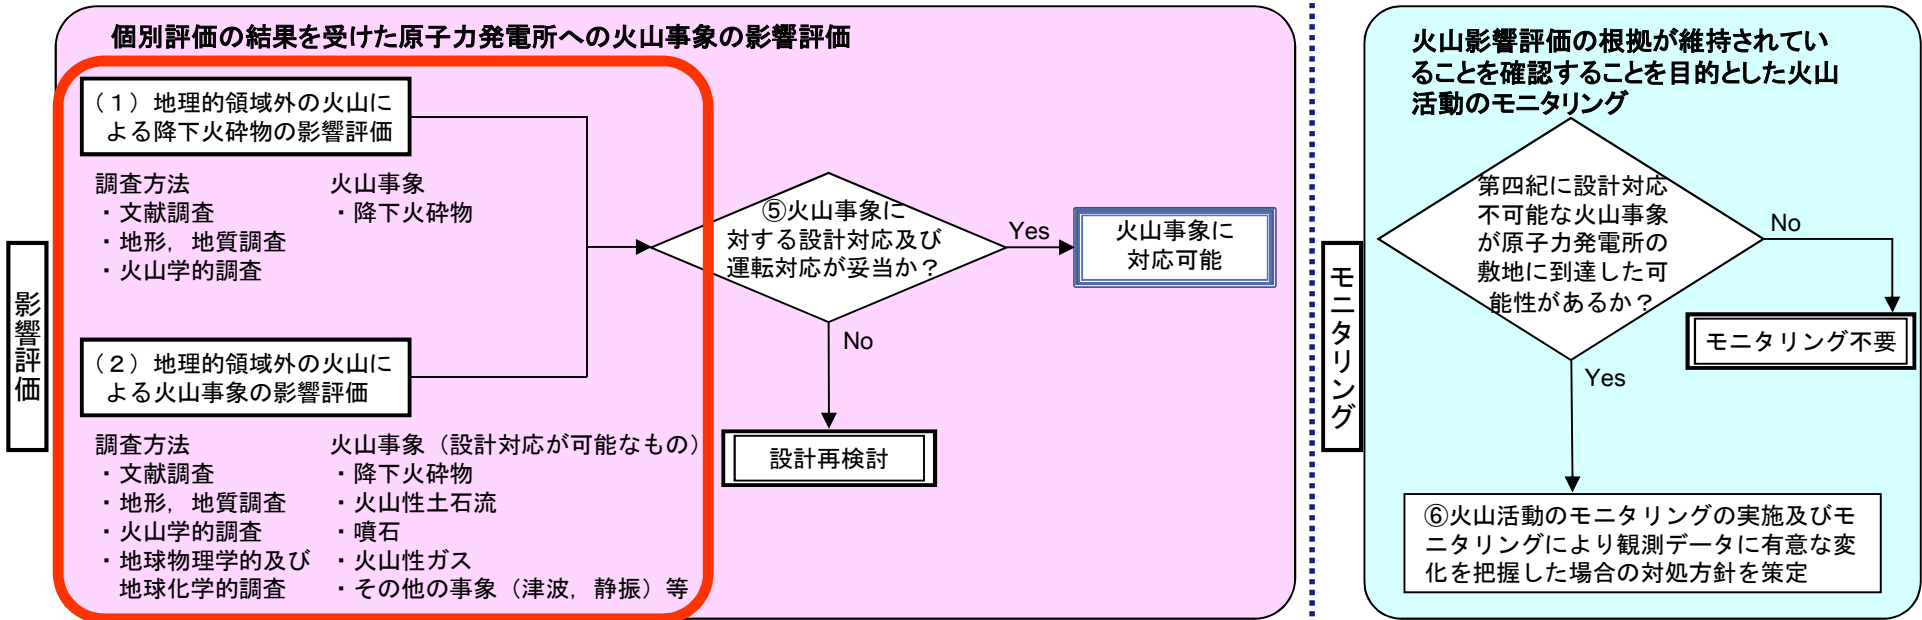 個別評価の結果を受けた原子力発電所への火山事象の影響評価
影響評価
（１）地理的領域外の火山に
よる降下火砕物の影響評価
調査方法
・文献調査
・地形，地質調査
・火山学的調査
火山事象
・降下火砕物
（２）地理的領域外の火山に
よる火山事象の影響評価
調査方法
・文献調査
・地形，地質調査
・火山学的調査
・地球物理学的及び
地球化学的調査
火山事象（設計対応が可能なもの）
・降下火砕物
・火山性土石流
・噴石
・火山性ガス
・その他の事象（津波，静振）等
⑤火山事象に
対する設計対応及び
運転対応が妥当か？
Yes
火山事象に
対応可能
No
設計再検討
モニタリング
火山影響評価の根拠が維持されてい
ることを確認することを目的とした火山
活動のモニタリング
第四紀に設計対応
不可能な火山事象
が原子力発電所の
敷地に到達した可
能性があるか？
No
モニタリング不要
Yes
⑥火山活動のモニタリングの実施及びモ
ニタリングにより観測データに有意な変
化を把握した場合の対処方針を策定